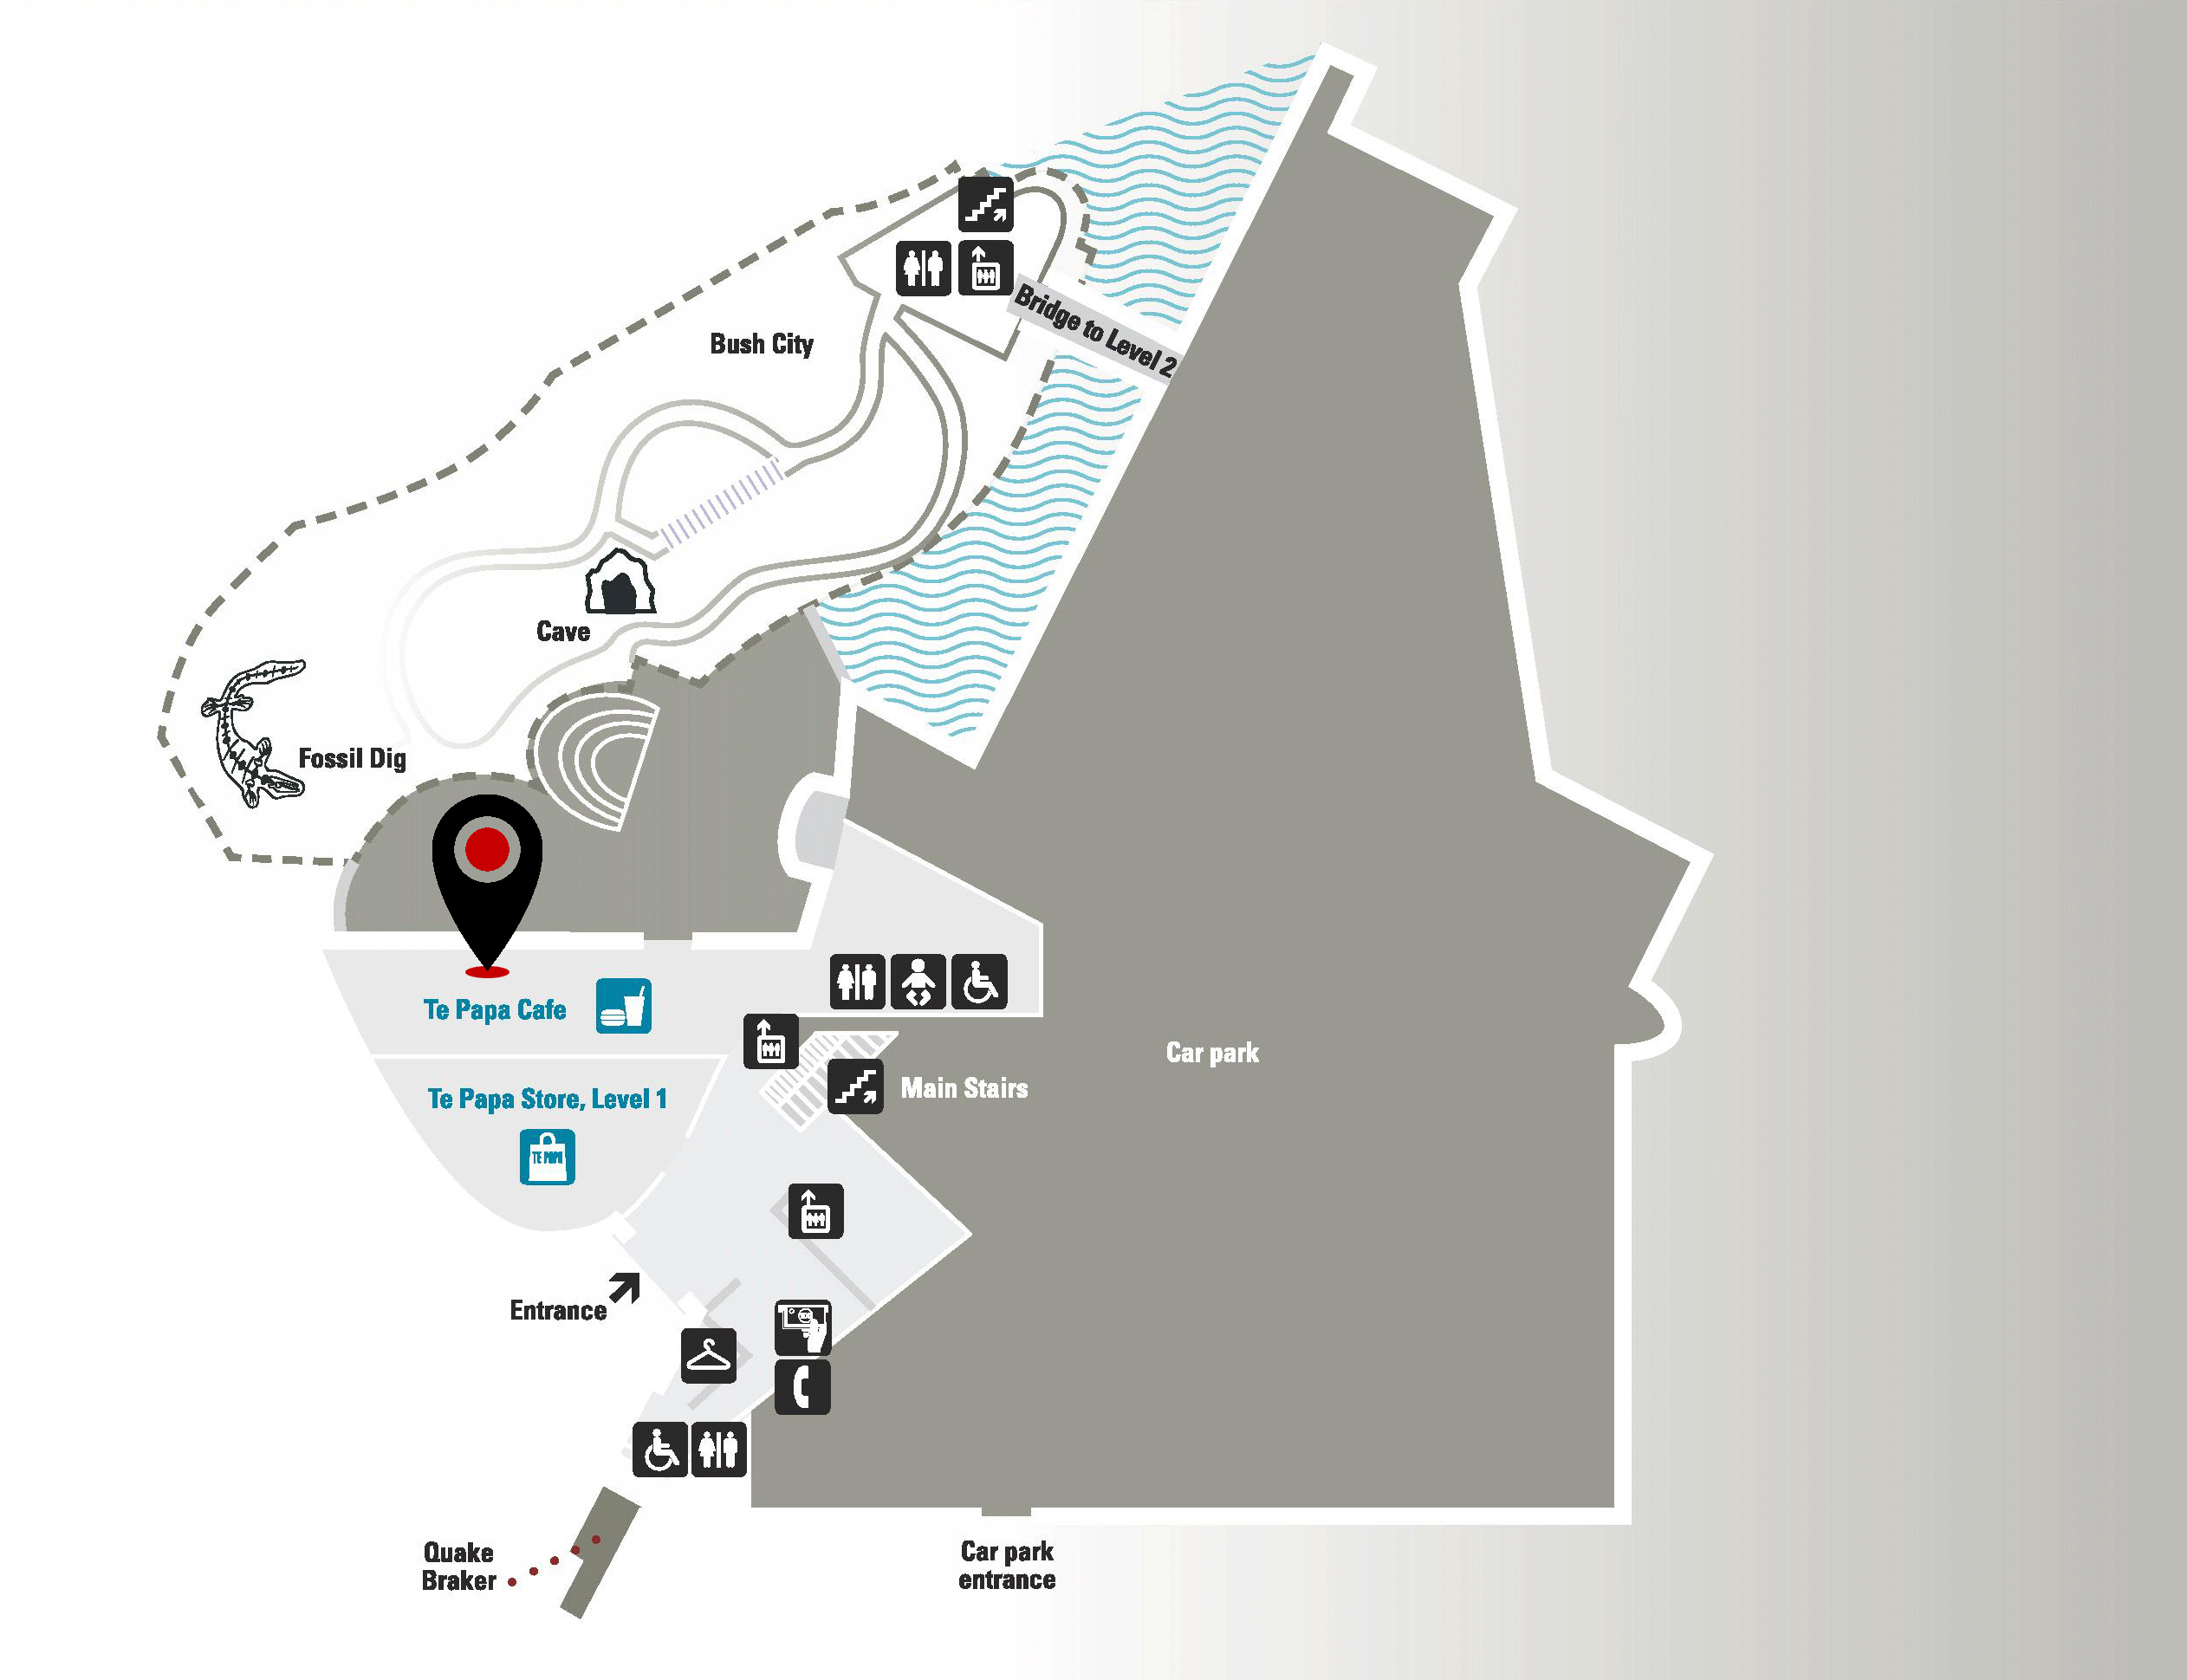 Bridge to Level 2
Bush City
Cave
Fossil Dig
Te Papa Cafe
Car park
Main Stairs
Te Papa Store, Level 1
TE PAPA
Entrance
Quake
Braker
Car park
entrance